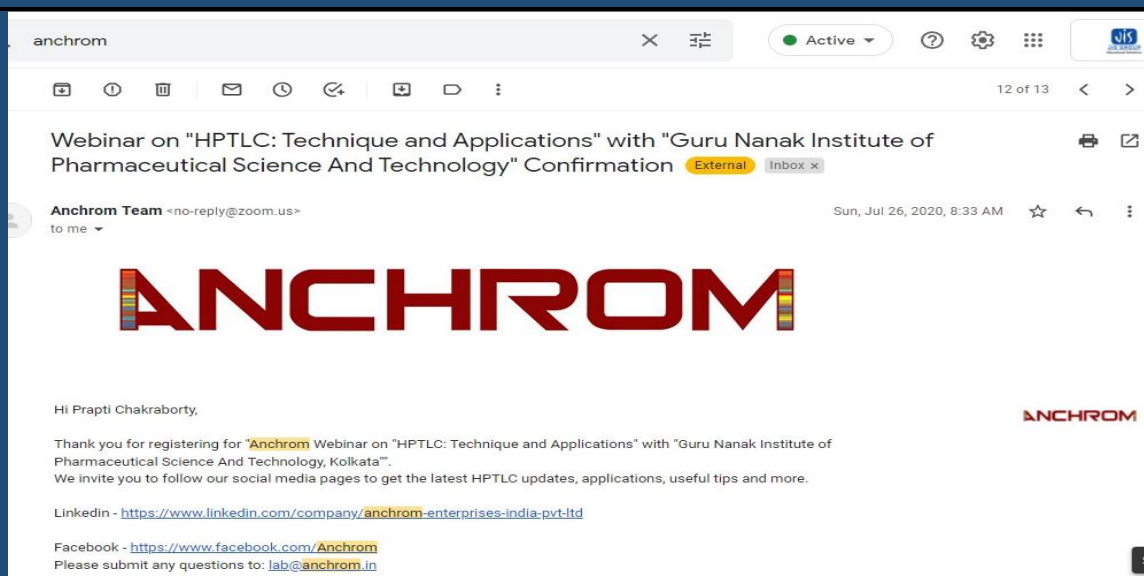 anchrom
Active
JIS
12 of 13
Webinar on "HPTLC: Technique and Applications" with "Guru Nanak Institute of
Pharmaceutical Science And Technology" Confirmation External Inbox x
Anchrom Team <no-reply@zoom.us>
Sun, Jul 26, 2020, 8:33 AM
to me
ANCHROM
Hi Prapti Chakraborty,
ANCHROM
Thank you for registering for "Anchrom Webinar on "HPTLC: Technique and Applications" with "Guru Nanak Institute of
Pharmaceutical Science And Technology, Kolkata"".
We invite you to follow our social media pages to get the latest HPTLC updates, applications, useful tips and more.
Linkedin - https://www.linkedin.com/company/anchrom-enterprises-india-pvt-ltd
Facebook - https://www.facebook.com/Anchrom
Please submit any questions to: lab@anchrom.in